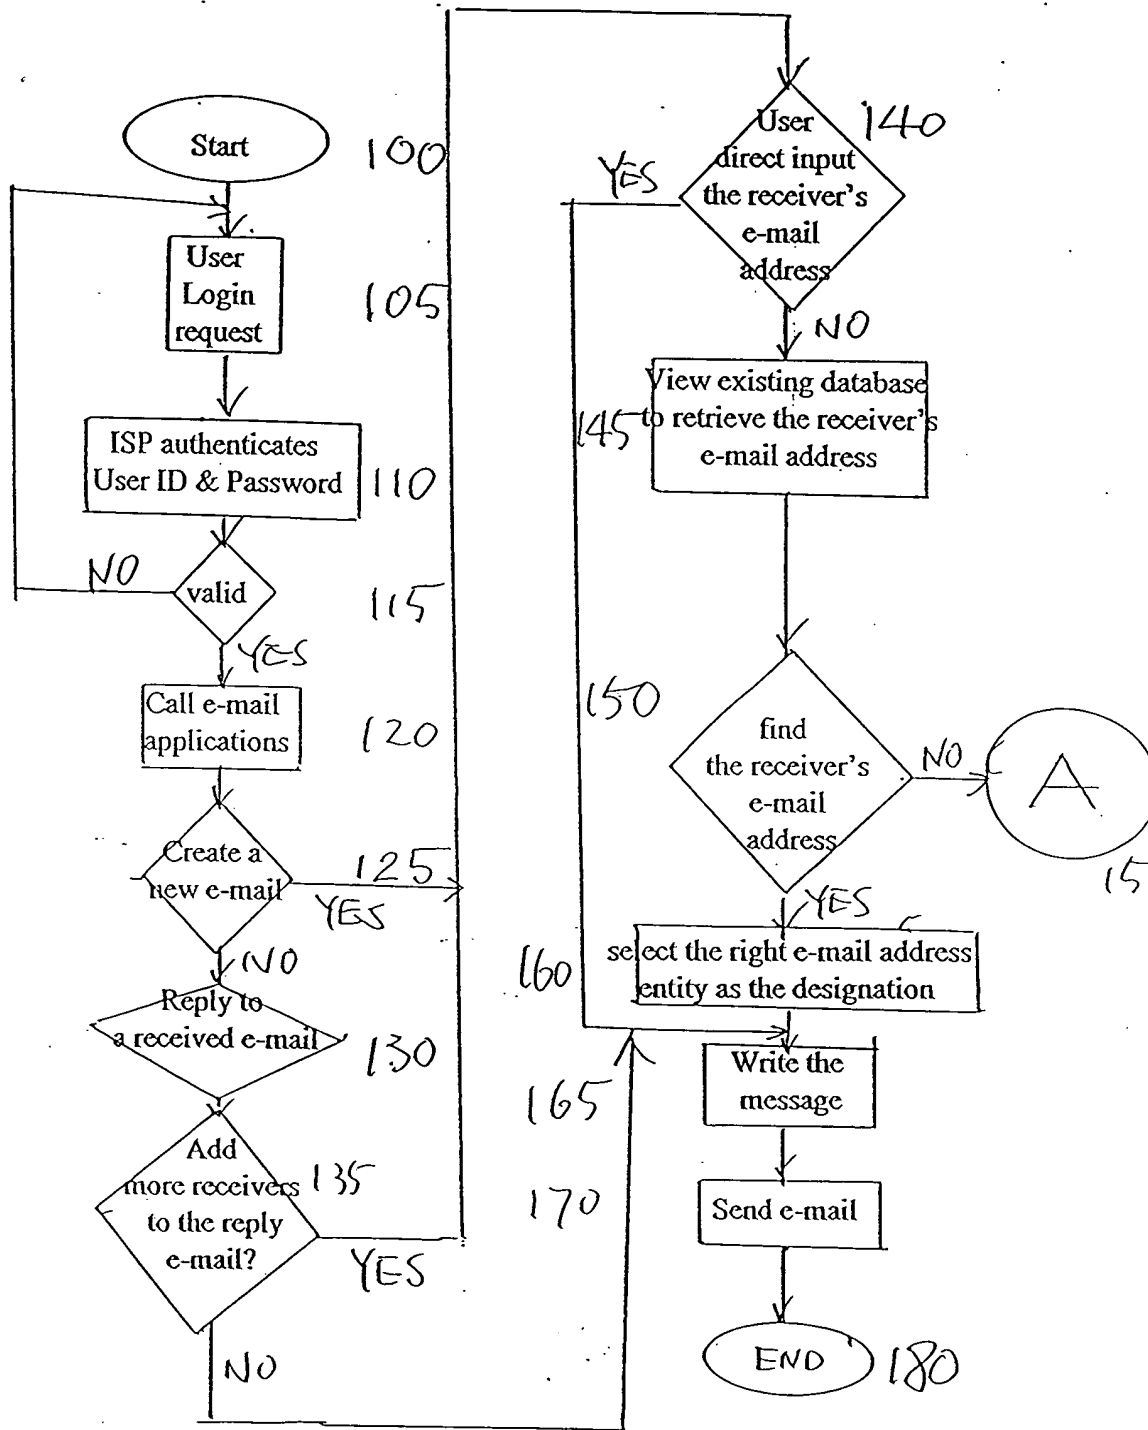 Start
100
User
Login
request
105
ISP authenticates
User ID & Password
110
NO
valid
115
YES
Call e-mail
applications
120
Create a
new e-mail
125
YES
NO
Reply to
a received e-mail
130
Add
more receivers
to the reply
e-mail?
135
YES
NO
User
direct input
the receiver's
e-mail
address
140
YES
NO
View existing database
to retrieve the receiver's
e-mail address
145
150
find
the receiver's
e-mail
address
NO
A
15
YES
select the right e-mail address
entity as the designation
160
Write the
message
165
Send e-mail
170
END
180